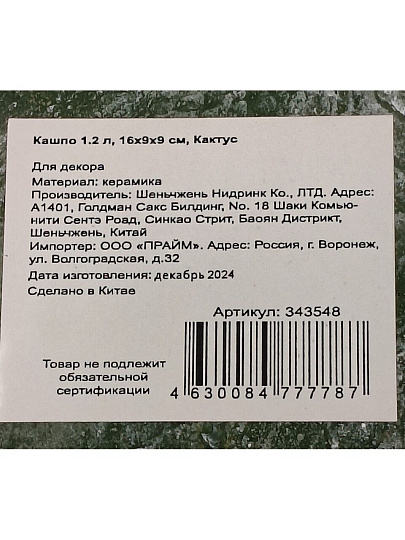 Кашпо 1.2 л, 16х9х9 см, Кактус
Для декора
Материал: керамика
Производитель: Шеньчжень Нидринк Ко., ЛТД. Адрес:
А1401, Голдман Сакс Билдинг, No. 18 Шаки Комью-
нити Сентэ Роад, Синкао Стрит, Баоян Дистрикт,
Шеньчжень, Китай
Импортер: ООО «ПРАЙМ». Адрес: Россия, г. Воронеж,
ул. Волгоградская, д.32
Дата изготовления: декабрь 2024
Сделано в Китае
Артикул: 343548
Товар не подлежит
обязательной
сертификации
4 630084 777787